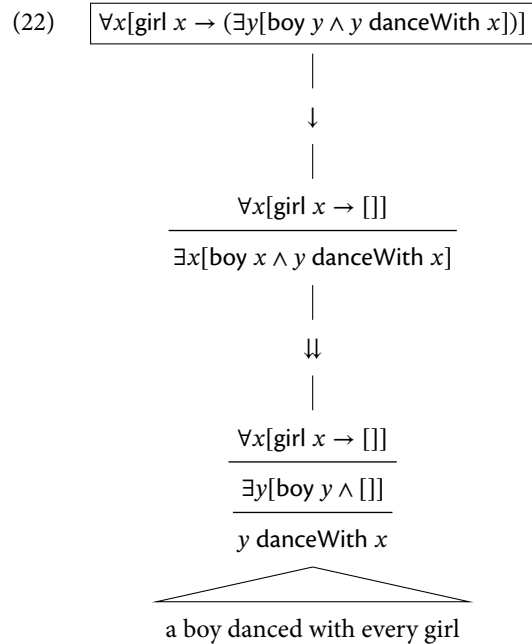 (22) ∀x[girl x → (∃y[boy y ∧ y danceWith x])]
↓
∀x[girl x → []]
∃x[boy x ∧ y danceWith x]
⇊
∀x[girl x → []]
∃y[boy y ∧ []]
y danceWith x
a boy danced with every girl